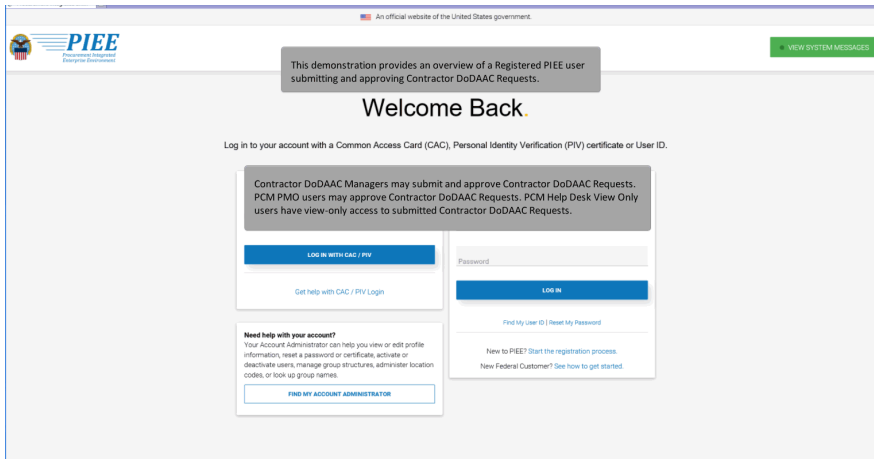 An official website of the United States government.
PIEE
Procurement Integrated
Enterprise Environment
VIEW SYSTEM MESSAGES
This demonstration provides an overview of a Registered PIEE user
submitting and approving Contractor DoDAAC Requests.
Welcome Back.
Log in to your account with a Common Access Card (CAC), Personal Identity Verification (PIV) certificate or User ID.
Contractor DoDAAC Managers may submit and approve Contractor DoDAAC Requests.
PCM PMO users may approve Contractor DoDAAC Requests. PCM Help Desk View Only
users have view-only access to submitted Contractor DoDAAC Requests.
LOG IN WITH CAC / PIV
Get help with CAC / PIV Login
Need help with your account?
Your Account Administrator can help you view or edit profile
information, reset a password or certificate, activate or
deactivate users, manage group structures, administer location
codes, or look up group names.
FIND MY ACCOUNT ADMINISTRATOR
Password
LOG IN
Find My User ID | Reset My Password
New to PIEE? Start the registration process.
New Federal Customer? See how to get started.